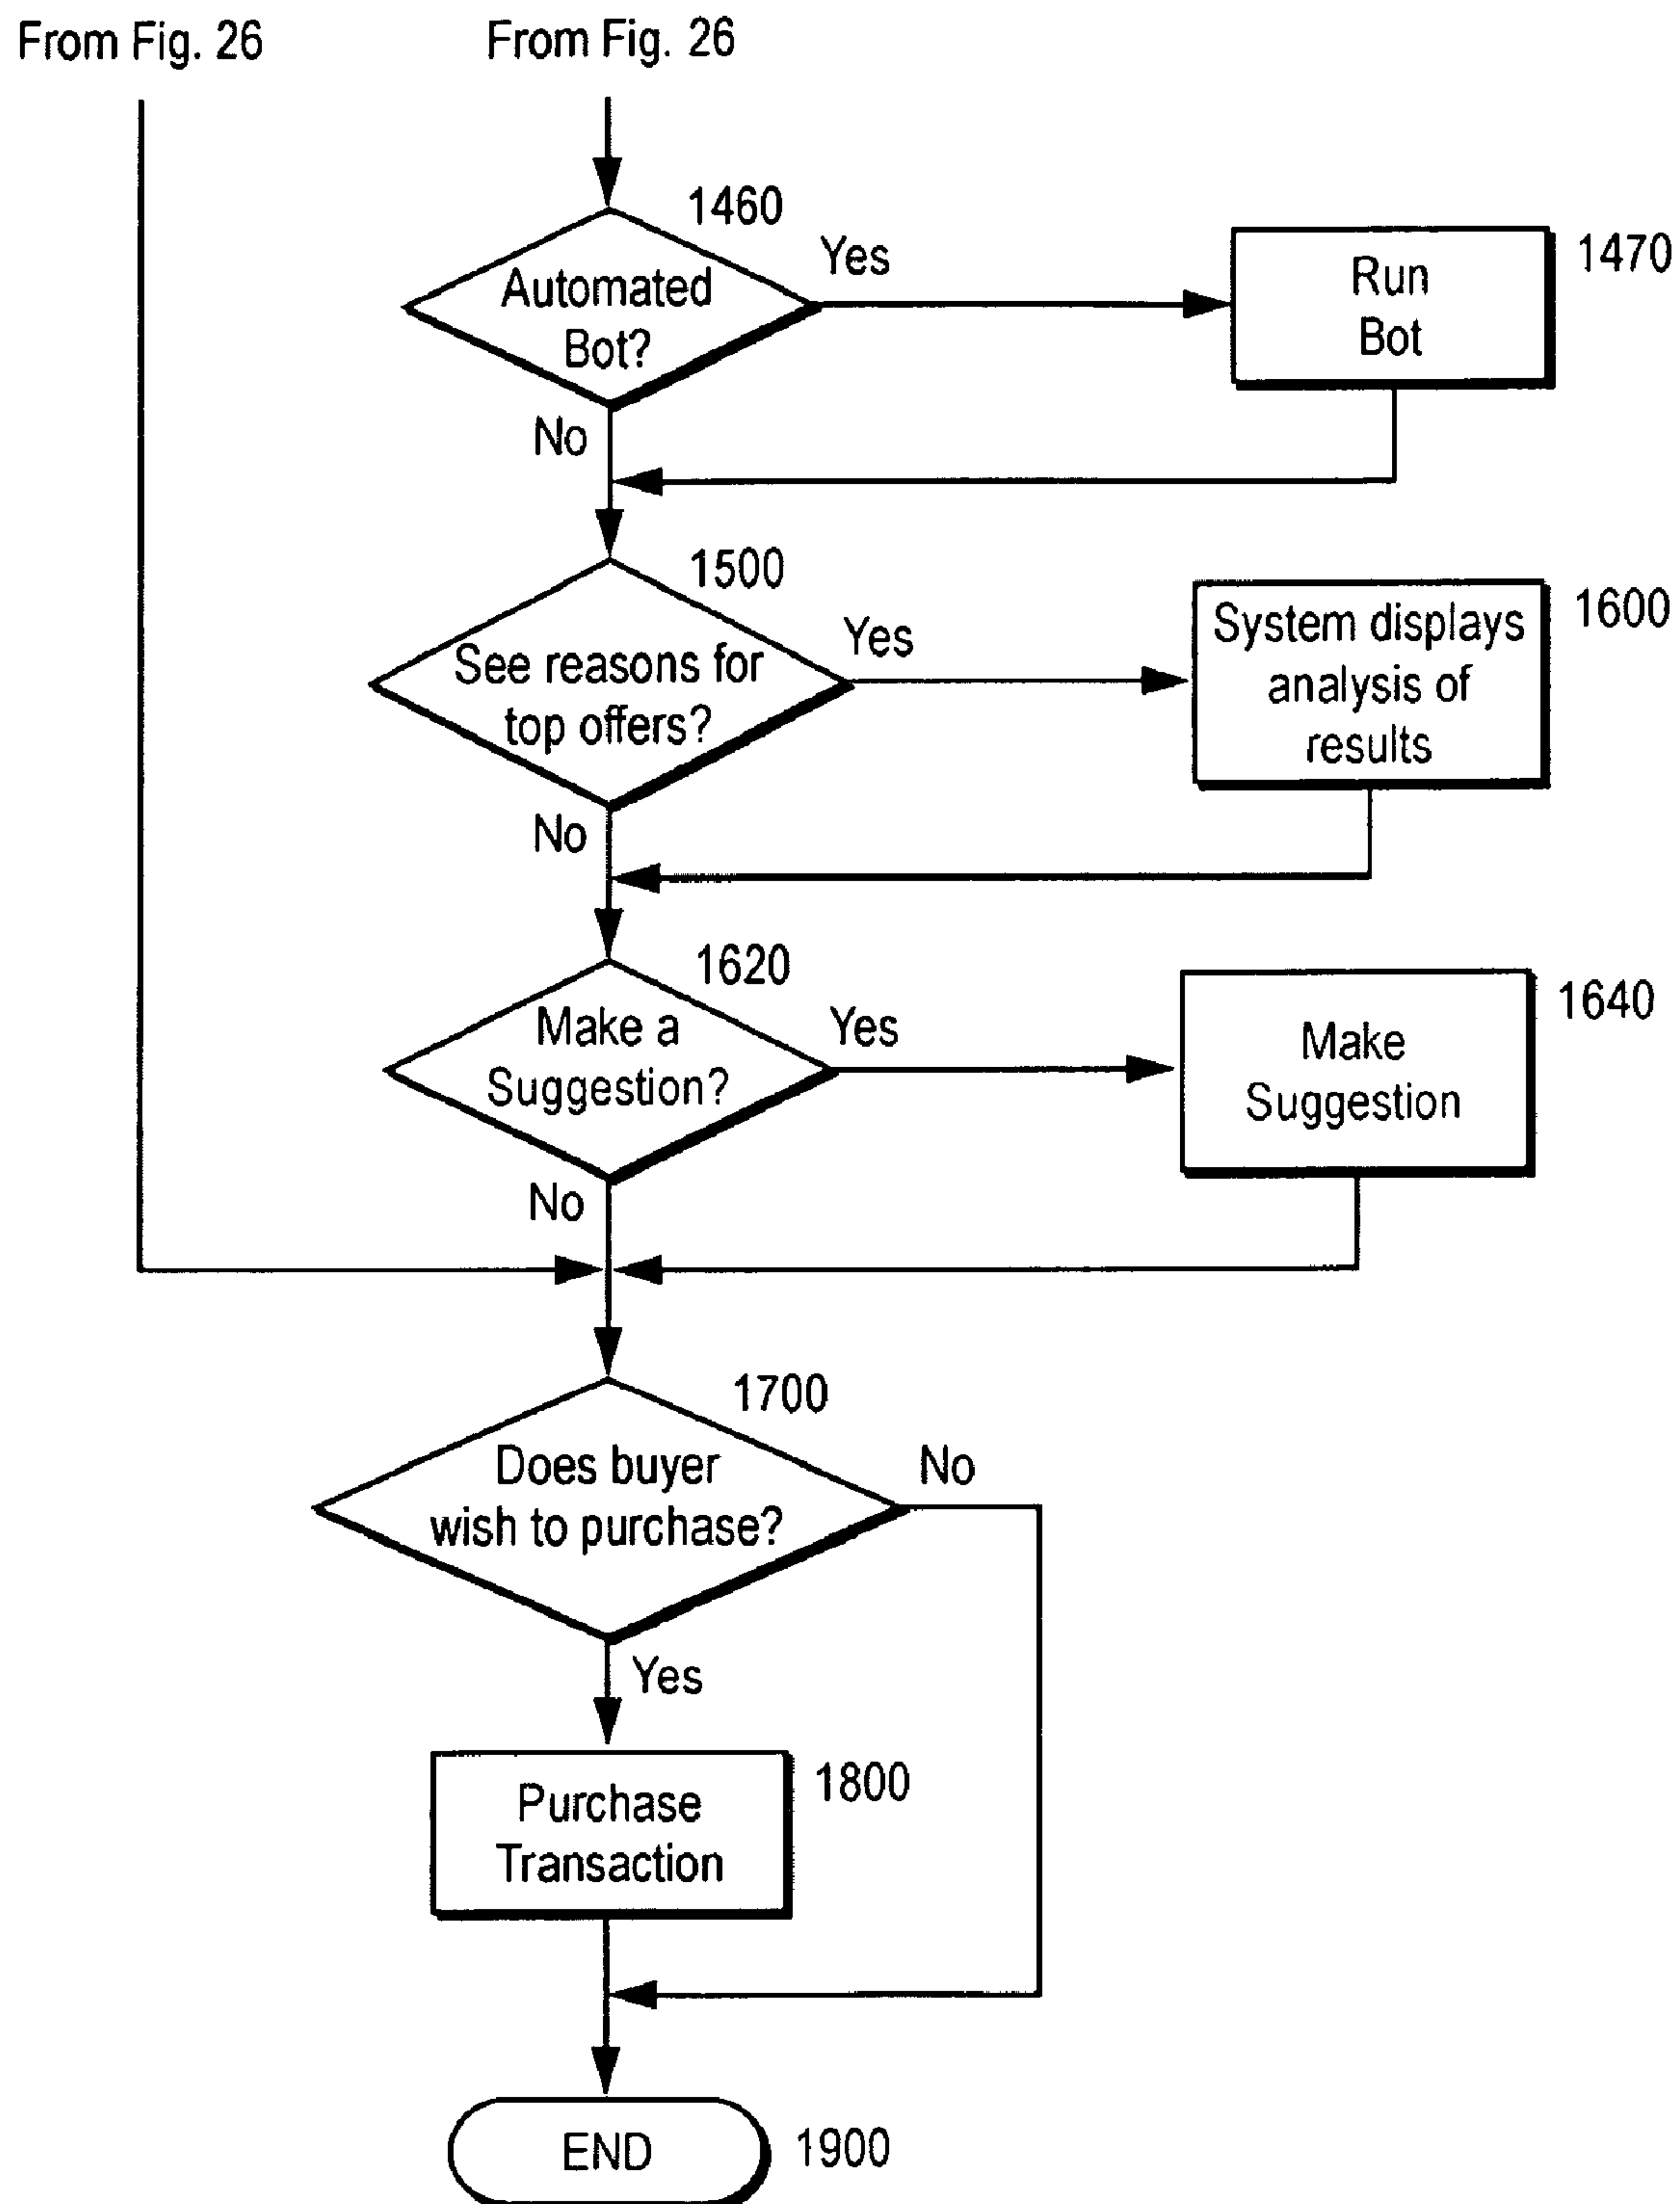 From Fig. 26
From Fig. 26
1460
Automated
Bot?
Yes
Run
Bot
1470
No
1500
See reasons for
top offers?
Yes
System displays
analysis of
results
1600
No
1620
Make a
Suggestion?
Yes
Make
Suggestion
1640
No
1700
Does buyer
wish to purchase?
No
Yes
Purchase
Transaction
1800
END
1900